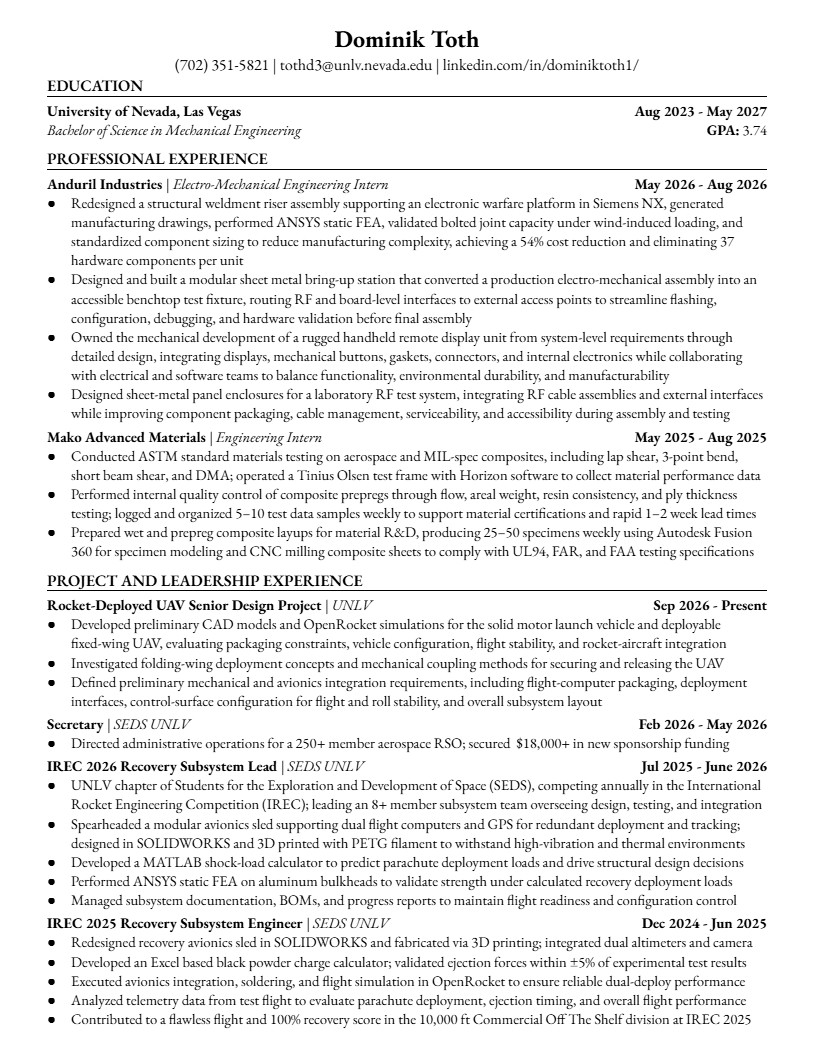 Dominik Toth
(702) 351-5821 | tothd3@unlv.nevada.edu | linkedin.com/in/dominiktoth1/
EDUCATION
University of Nevada, Las Vegas Aug 2023 - May 2027
Bachelor of Science in Mechanical Engineering GPA: 3.74
PROFESSIONAL EXPERIENCE
Anduril Industries | Electro-Mechanical Engineering Intern May 2026 - Aug 2026
● Redesigned a structural weldment riser assembly supporting an electronic warfare platform in Siemens NX, generated
manufacturing drawings, performed ANSYS static FEA, validated bolted joint capacity under wind-induced loading, and
standardized component sizing to reduce manufacturing complexity, achieving a 54% cost reduction and eliminating 37
hardware components per unit
● Designed and built a modular sheet metal bring-up station that converted a production electro-mechanical assembly into an
accessible benchtop test fixture, routing RF and board-level interfaces to external access points to streamline flashing,
configuration, debugging, and hardware validation before final assembly
● Owned the mechanical development of a rugged handheld remote display unit from system-level requirements through
detailed design, integrating displays, mechanical buttons, gaskets, connectors, and internal electronics while collaborating
with electrical and software teams to balance functionality, environmental durability, and manufacturability
● Designed sheet-metal panel enclosures for a laboratory RF test system, integrating RF cable assemblies and external interfaces
while improving component packaging, cable management, serviceability, and accessibility during assembly and testing
Mako Advanced Materials | Engineering Intern May 2025 - Aug 2025
● Conducted ASTM standard materials testing on aerospace and MIL-spec composites, including lap shear, 3-point bend,
short beam shear, and DMA; operated a Tinius Olsen test frame with Horizon software to collect material performance data
● Performed internal quality control of composite prepregs through flow, areal weight, resin consistency, and ply thickness
testing; logged and organized 5–10 test data samples weekly to support material certifications and rapid 1–2 week lead times
● Prepared wet and prepreg composite layups for material R&D, producing 25–50 specimens weekly using Autodesk Fusion
360 for specimen modeling and CNC milling composite sheets to comply with UL94, FAR, and FAA testing specifications
PROJECT AND LEADERSHIP EXPERIENCE
Rocket-Deployed UAV Senior Design Project | UNLV Sep 2026 - Present
● Developed preliminary CAD models and OpenRocket simulations for the solid motor launch vehicle and deployable
fixed-wing UAV, evaluating packaging constraints, vehicle configuration, flight stability, and rocket-aircraft integration
● Investigated folding-wing deployment concepts and mechanical coupling methods for securing and releasing the UAV
● Defined preliminary mechanical and avionics integration requirements, including flight-computer packaging, deployment
interfaces, control-surface configuration for flight and roll stability, and overall subsystem layout
Secretary | SEDS UNLV Feb 2026 - May 2026
● Directed administrative operations for a 250+ member aerospace RSO; secured $18,000+ in new sponsorship funding
IREC 2026 Recovery Subsystem Lead | SEDS UNLV Jul 2025 - June 2026
● UNLV chapter of Students for the Exploration and Development of Space (SEDS), competing annually in the International
Rocket Engineering Competition (IREC); leading an 8+ member subsystem team overseeing design, testing, and integration
● Spearheaded a modular avionics sled supporting dual flight computers and GPS for redundant deployment and tracking;
designed in SOLIDWORKS and 3D printed with PETG filament to withstand high-vibration and thermal environments
● Developed a MATLAB shock-load calculator to predict parachute deployment loads and drive structural design decisions
● Performed ANSYS static FEA on aluminum bulkheads to validate strength under calculated recovery deployment loads
● Managed subsystem documentation, BOMs, and progress reports to maintain flight readiness and configuration control
IREC 2025 Recovery Subsystem Engineer | SEDS UNLV Dec 2024 - Jun 2025
● Redesigned recovery avionics sled in SOLIDWORKS and fabricated via 3D printing; integrated dual altimeters and camera
● Developed an Excel based black powder charge calculator; validated ejection forces within ±5% of experimental test results
● Executed avionics integration, soldering, and flight simulation in OpenRocket to ensure reliable dual-deploy performance
● Analyzed telemetry data from test flight to evaluate parachute deployment, ejection timing, and overall flight performance
● Contributed to a flawless flight and 100% recovery score in the 10,000 ft Commercial Off The Shelf division at IREC 2025